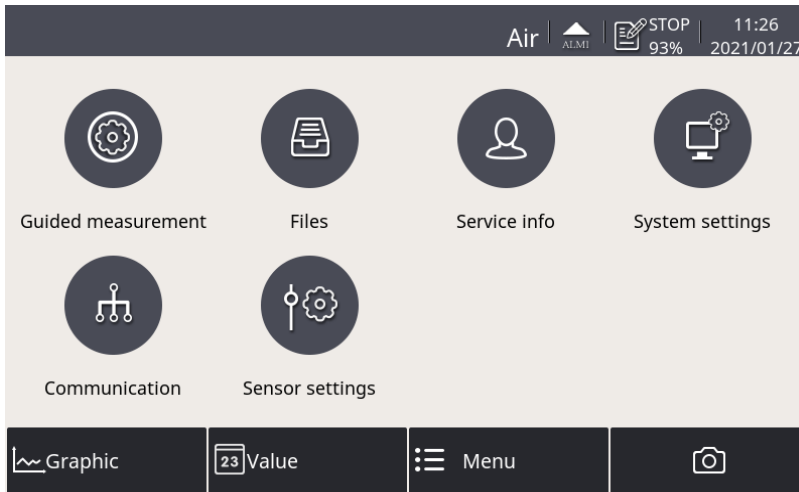 Air
ALMI
STOP
93%
11:26
2021/01/27
Guided measurement
Files
Service info
System settings
Communication
Sensor settings
Graphic
23 Value
Menu